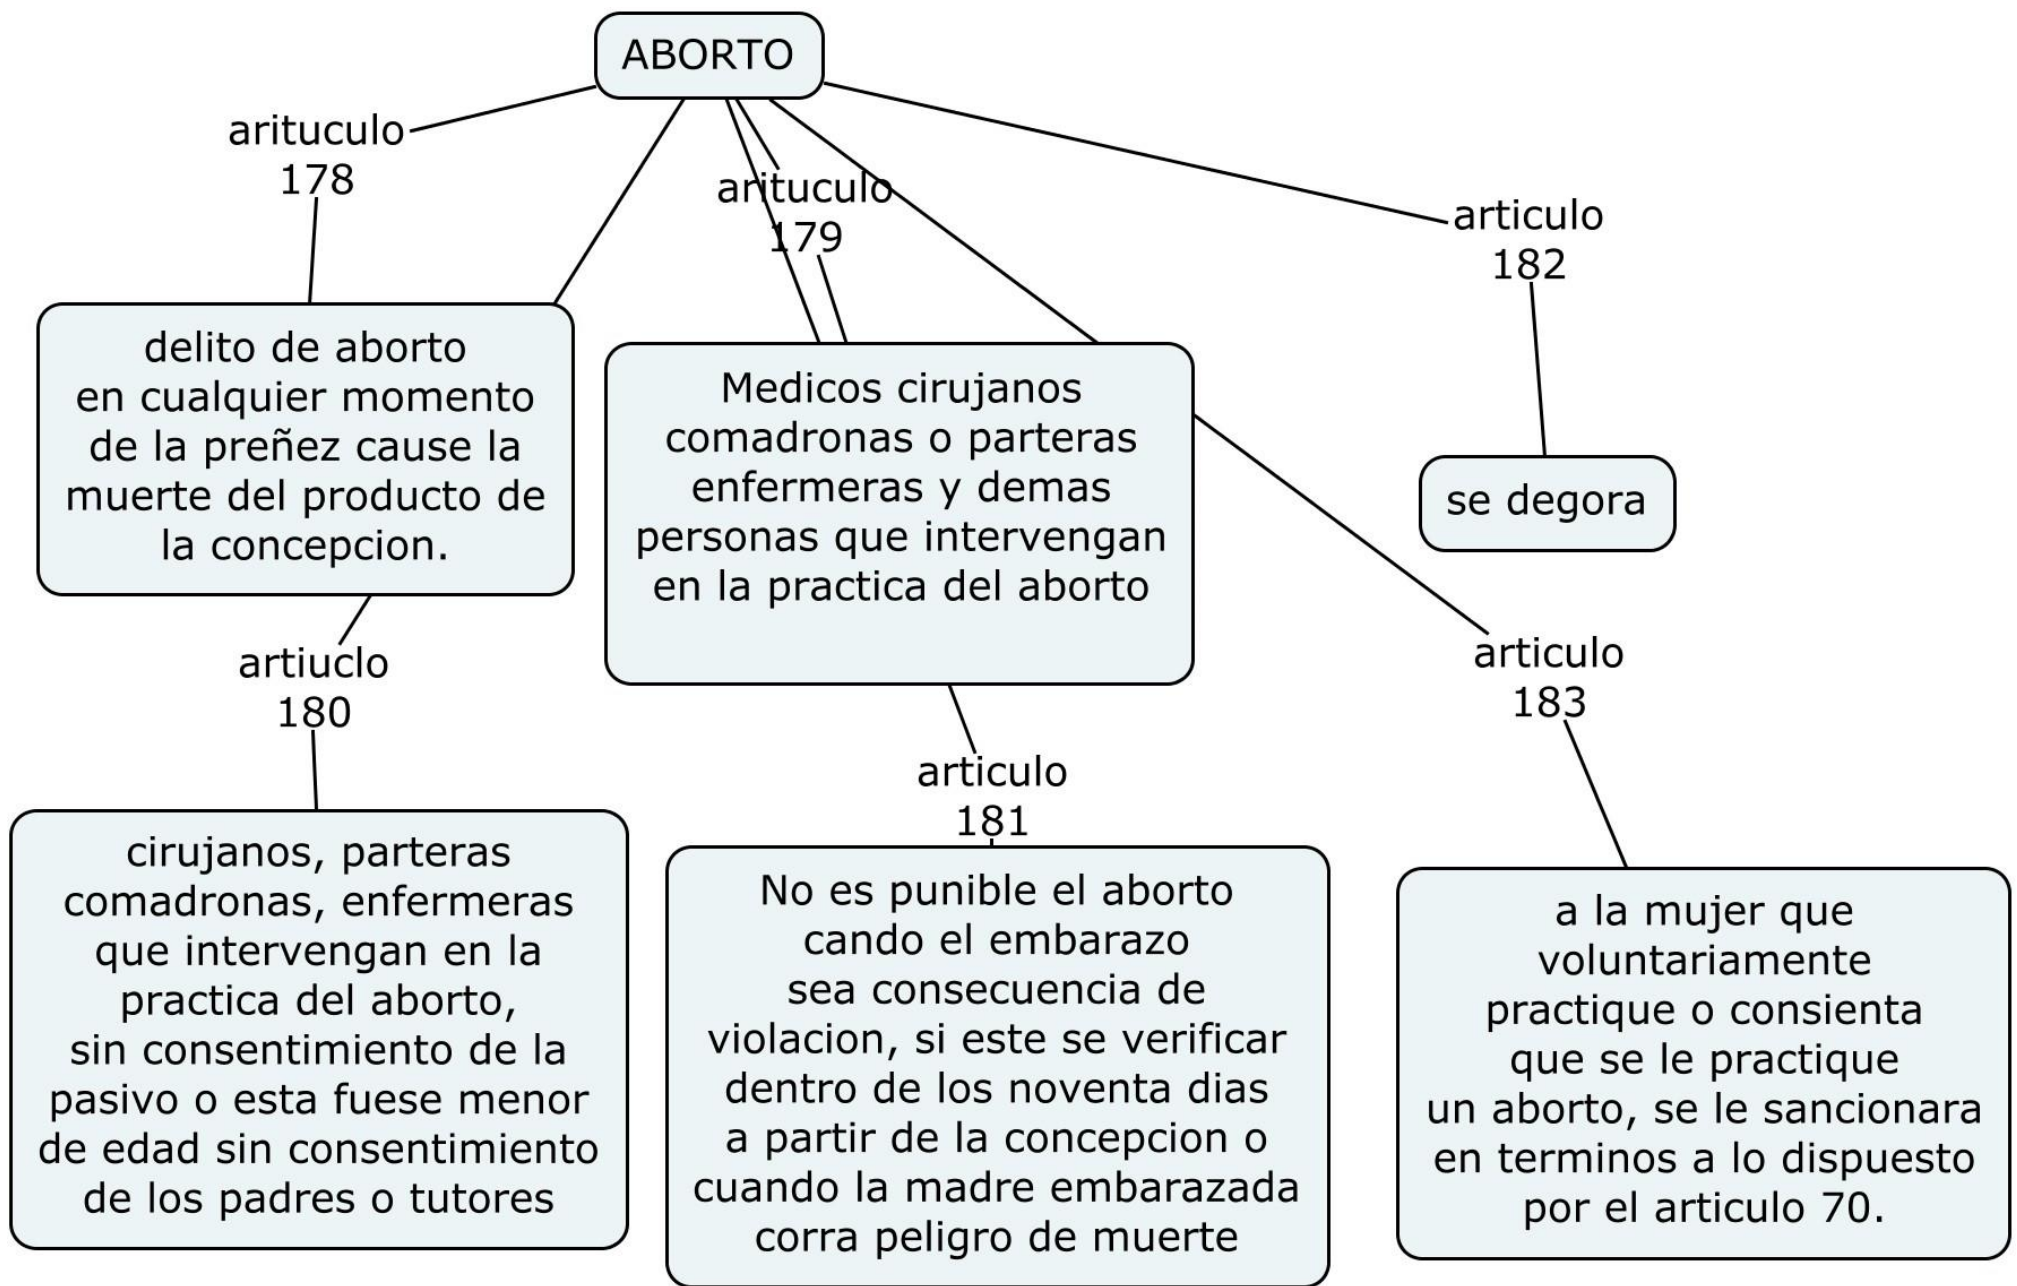 ABORTO
arituculo
178
arituculo
179
articulo
182
delito de aborto
en cualquier momento
de la preñez cause la
muerte del producto de
la concepcion.
Medicos cirujanos
comadronas o parteras
enfermeras y demas
personas que intervengan
en la practica del aborto
se degora
artiuclo
180
articulo
181
articulo
183
cirujanos, parteras
comadronas, enfermeras
que intervengan en la
practica del aborto,
sin consentimiento de la
pasivo o esta fuese menor
de edad sin consentimiento
de los padres o tutores
No es punible el aborto
cando el embarazo
sea consecuencia de
violacion, si este se verificar
dentro de los noventa dias
a partir de la concepcion o
cuando la madre embarazada
corra peligro de muerte
a la mujer que
voluntariamente
practique o consienta
que se le practique
un aborto, se le sancionara
en terminos a lo dispuesto
por el articulo 70.